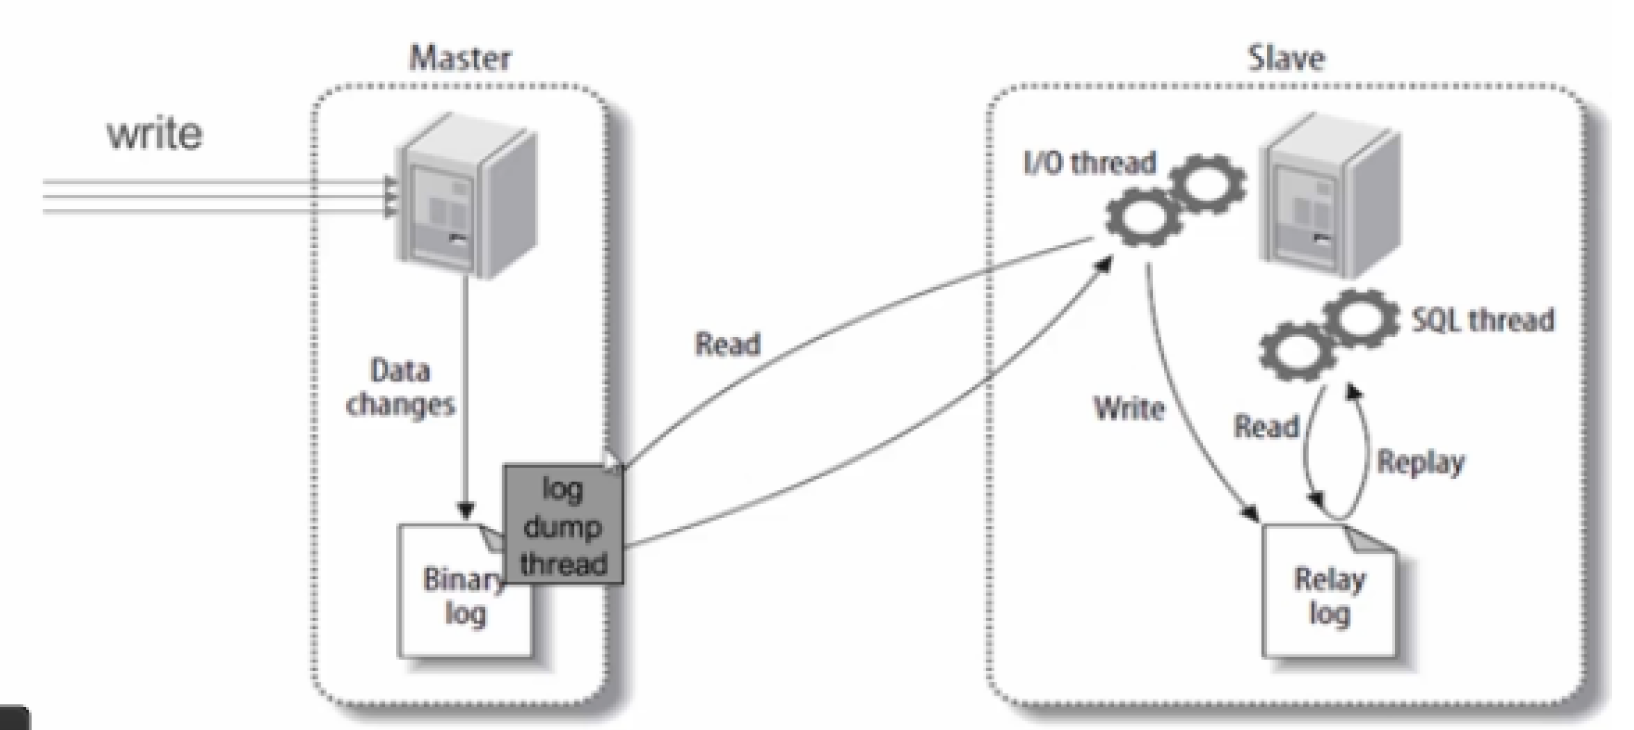 Master
Slave
write
I/O thread
SQL thread
Read
Data
changes
Write
Read
Replay
log
dump
thread
Binary
log
Relay
log